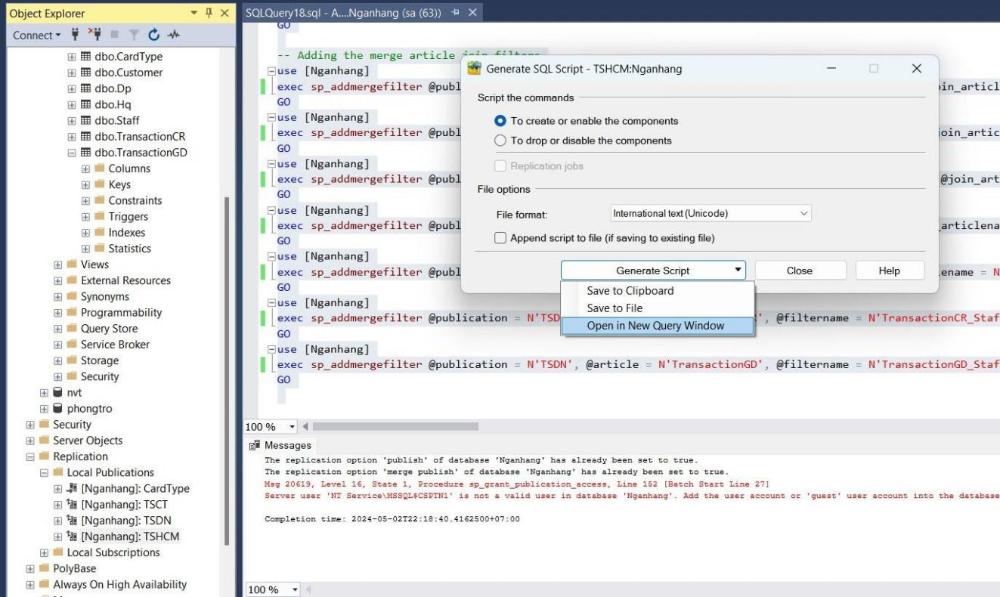 Object Explorer
Connect
dbo.CardType
dbo.Customer
dbo.Dp
dbo.Hq
dbo.Staff
dbo.TransactionCR
dbo.TransactionGD
Columns
Keys
Constraints
Triggers
Indexes
Statistics
Views
External Resources
Synonyms
Programmability
Query Store
Service Broker
Storage
Security
nvt
phongtro
Security
Server Objects
Replication
Local Publications
[Nganhang]: CardType
[Nganhang]: TSCT
[Nganhang]: TSDN
[Nganhang]: TSHCM
Local Subscriptions
PolyBase
Always On High Availability
SQLQuery18.sql - A....Nganhang (sa (63))
GO
-- Adding the merge article join filters
use [Nganhang]
exec sp_addmergefilter @publ oin_articl
GO
use [Nganhang]
exec sp_addmergefilter @publ join_artic
GO
use [Nganhang]
exec sp_addmergefilter @publ @join_art
GO
use [Nganhang]
exec sp_addmergefilter @publ _articlena
GO
use [Nganhang]
exec sp_addmergefilter @publ lename = N
GO
use [Nganhang]
exec sp_addmergefilter @publication = N'TSD ', @filtername = N'TransactionCR_Staf
GO
use [Nganhang]
exec sp_addmergefilter @publication = N'TSDN', @article = N'TransactionGD', @filtername = N'TransactionGD_Staf
GO
Generate SQL Script - TSHCM:Nganhang
Script the commands
To create or enable the components
To drop or disable the components
Replication jobs
File options
File format: International text (Unicode)
Append script to file (if saving to existing file)
Generate Script Close Help
Save to Clipboard
Save to File
Open in New Query Window
100 %
Messages
The replication option 'publish' of database 'Nganhang' has already been set to true.
The replication option 'merge publish' of database 'Nganhang' has already been set to true.
Msg 20619, Level 16, State 1, Procedure sp_grant_publication_access, Line 152 [Batch Start Line 27]
Server user 'NT Service\MSSQL$CSPTN1' is not a valid user in database 'Nganhang'. Add the user account or 'guest' user account into the database
Completion time: 2024-05-02T22:18:40.4162500+07:00
100 %